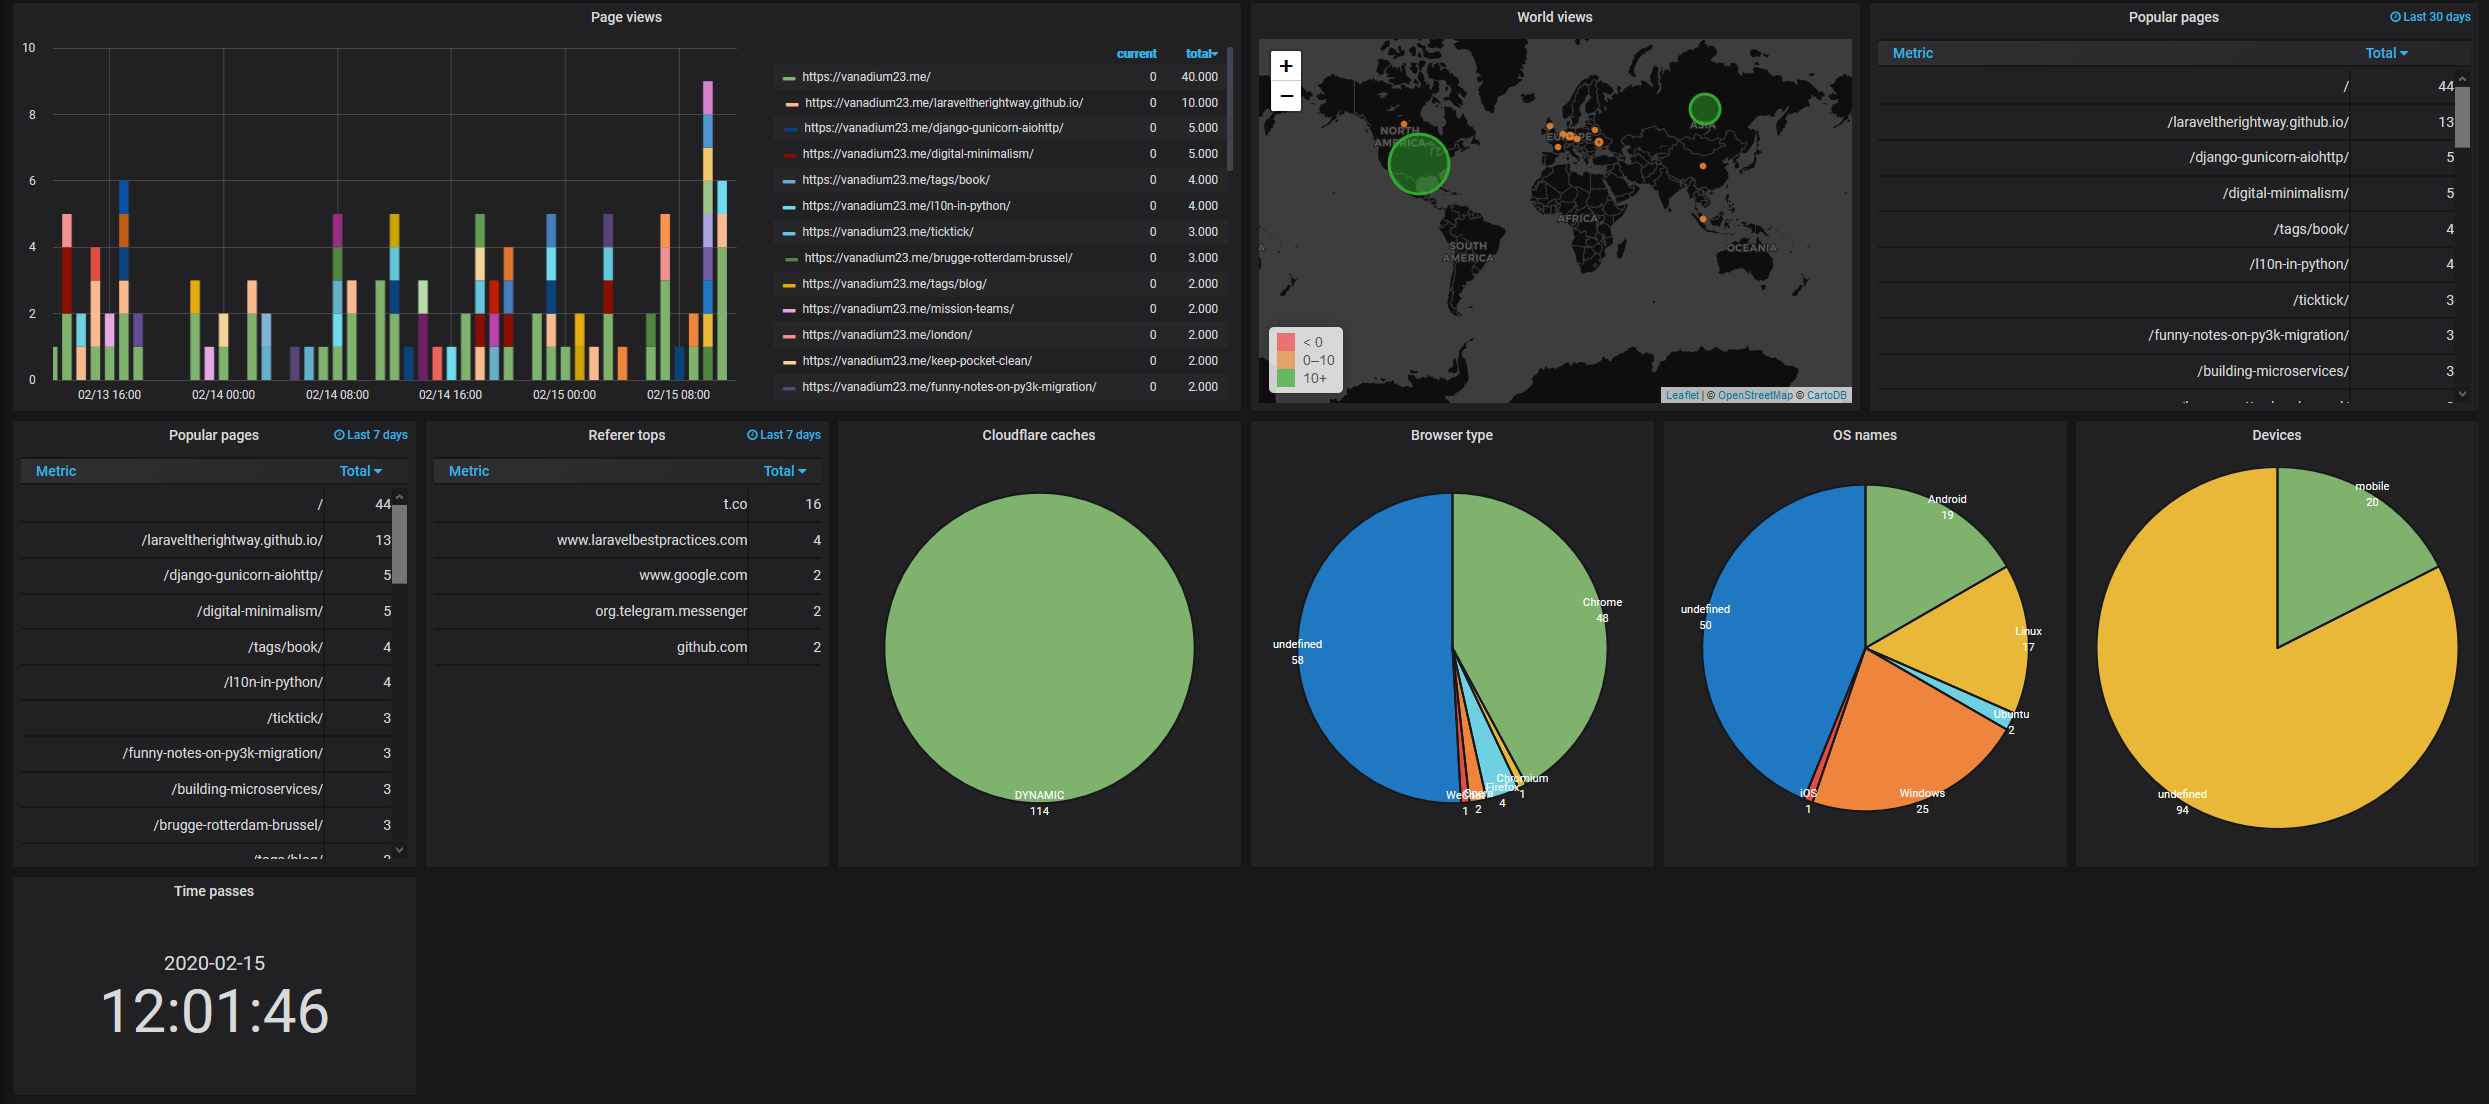 Page views
10
8
6
4
2
0
02/13 16:00
02/14 00:00
02/14 08:00
02/14 16:00
02/15 00:00
02/15 08:00
current total
https://vanadium23.me/ 0 40.000
https://vanadium23.me/laraveltherightway.github.io/ 0 10.000
https://vanadium23.me/django-gunicorn-aiohttp/ 0 5.000
https://vanadium23.me/digital-minimalism/ 0 5.000
https://vanadium23.me/tags/book/ 0 4.000
https://vanadium23.me/l10n-in-python/ 0 4.000
https://vanadium23.me/ticktick/ 0 3.000
https://vanadium23.me/brugge-rotterdam-brussel/ 0 3.000
https://vanadium23.me/tags/blog/ 0 2.000
https://vanadium23.me/mission-teams/ 0 2.000
https://vanadium23.me/london/ 0 2.000
https://vanadium23.me/keep-pocket-clean/ 0 2.000
https://vanadium23.me/funny-notes-on-py3k-migration/ 0 2.000
World views
+
−
NORTH
AMERICA
EUROPE
ASIA
AFRICA
SOUTH
AMERICA
OCEANIA
< 0
0–10
10+
Leaflet | © OpenStreetMap © CartoDB
Popular pages Last 30 days
Metric Total
/ 44
/laraveltherightway.github.io/ 13
/django-gunicorn-aiohttp/ 5
/digital-minimalism/ 5
/tags/book/ 4
/l10n-in-python/ 4
/ticktick/ 3
/funny-notes-on-py3k-migration/ 3
/building-microservices/ 3
Popular pages Last 7 days
Metric Total
/ 44
/laraveltherightway.github.io/ 13
/django-gunicorn-aiohttp/ 5
/digital-minimalism/ 5
/tags/book/ 4
/l10n-in-python/ 4
/ticktick/ 3
/funny-notes-on-py3k-migration/ 3
/building-microservices/ 3
/brugge-rotterdam-brussel/ 3
/tags/blog/ 2
Referer tops Last 7 days
Metric Total
t.co 16
www.laravelbestpractices.com 4
www.google.com 2
org.telegram.messenger 2
github.com 2
Cloudflare caches
DYNAMIC
114
Browser type
Chrome
48
undefined
58
Chromium
1
Firefox
4
Opera
2
1
OS names
Android
19
Linux
17
undefined
50
Ubuntu
2
Windows
25
iOS
1
Devices
mobile
20
undefined
94
Time passes
2020-02-15
12:01:46